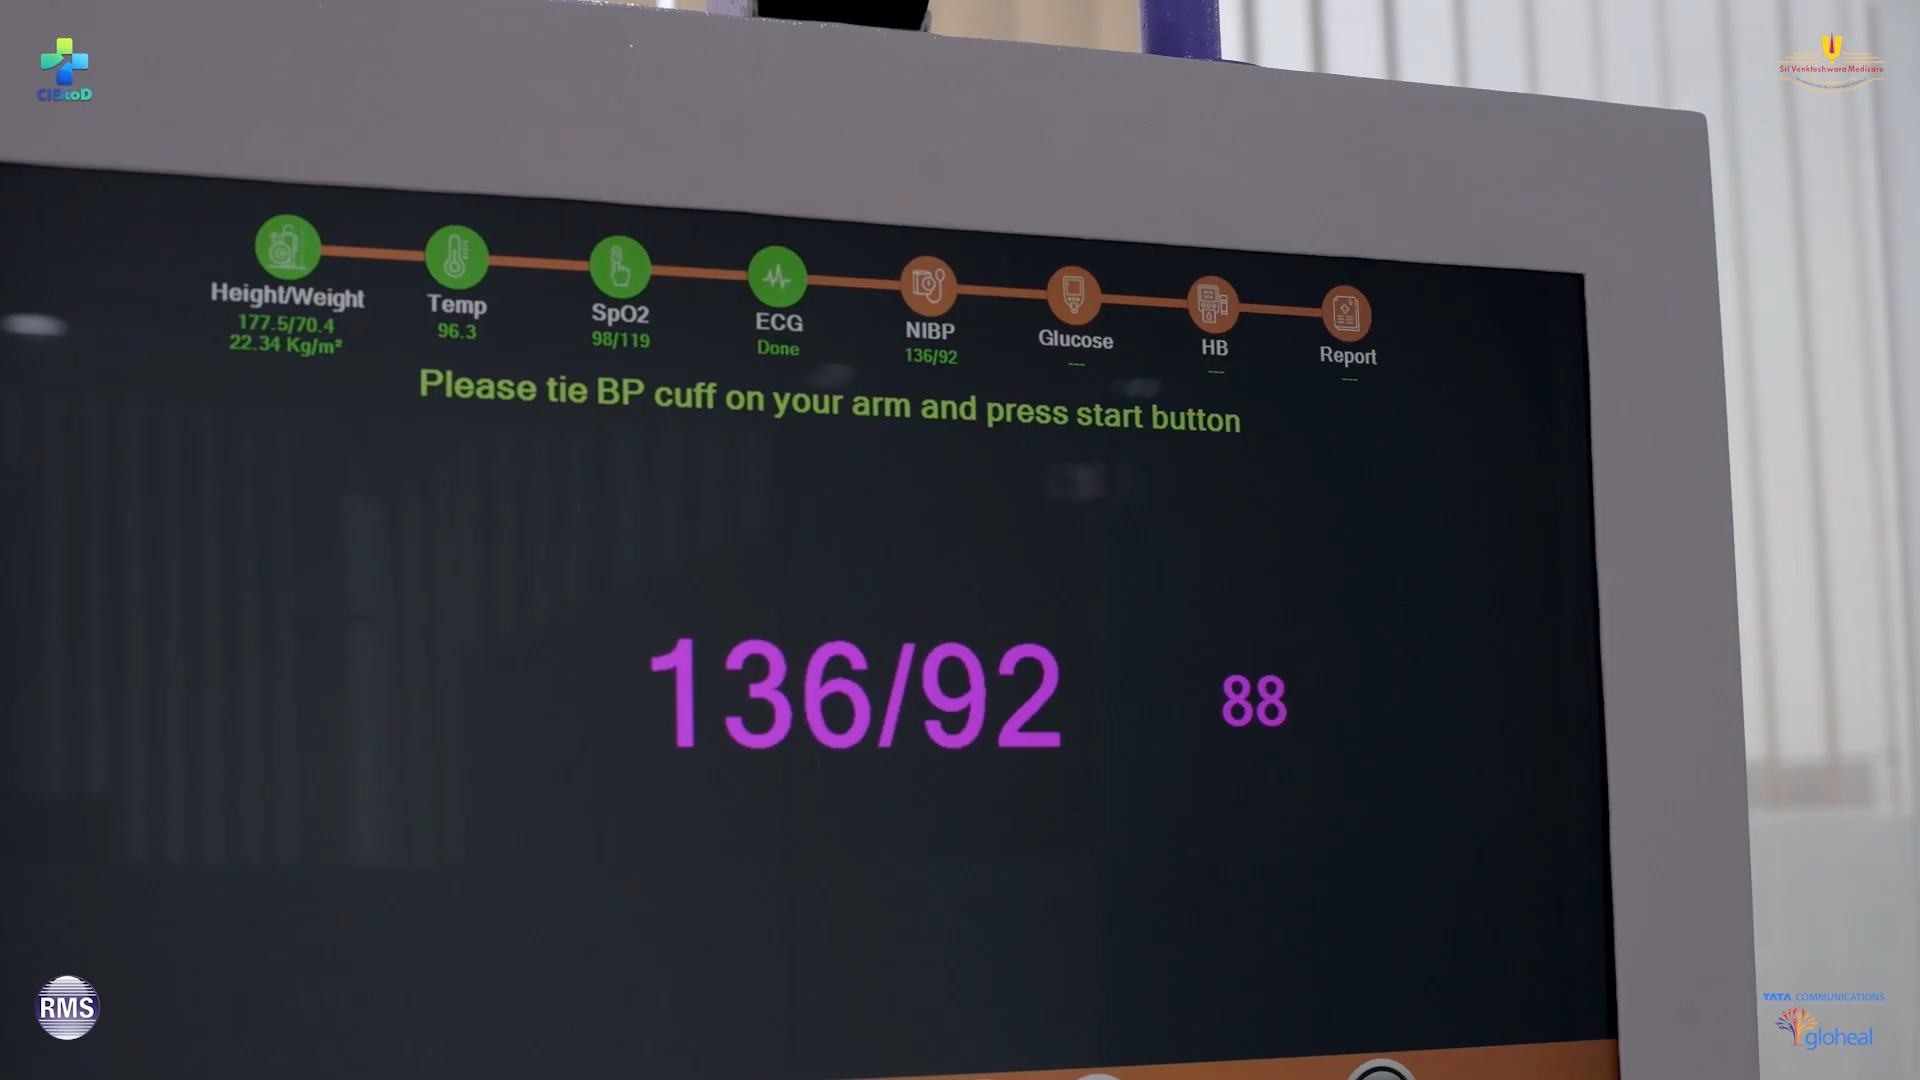 CIBioD
Sri Venkteshwara Medicare
Height/Weight
177.5/70.4
22.34 Kg/m²
Temp
96.3
SpO2
98/119
ECG
Done
NIBP
136/92
Glucose
---
HB
---
Report
---
Please tie BP cuff on your arm and press start button
136/92
88
RMS
TATA COMMUNICATIONS
gloheal